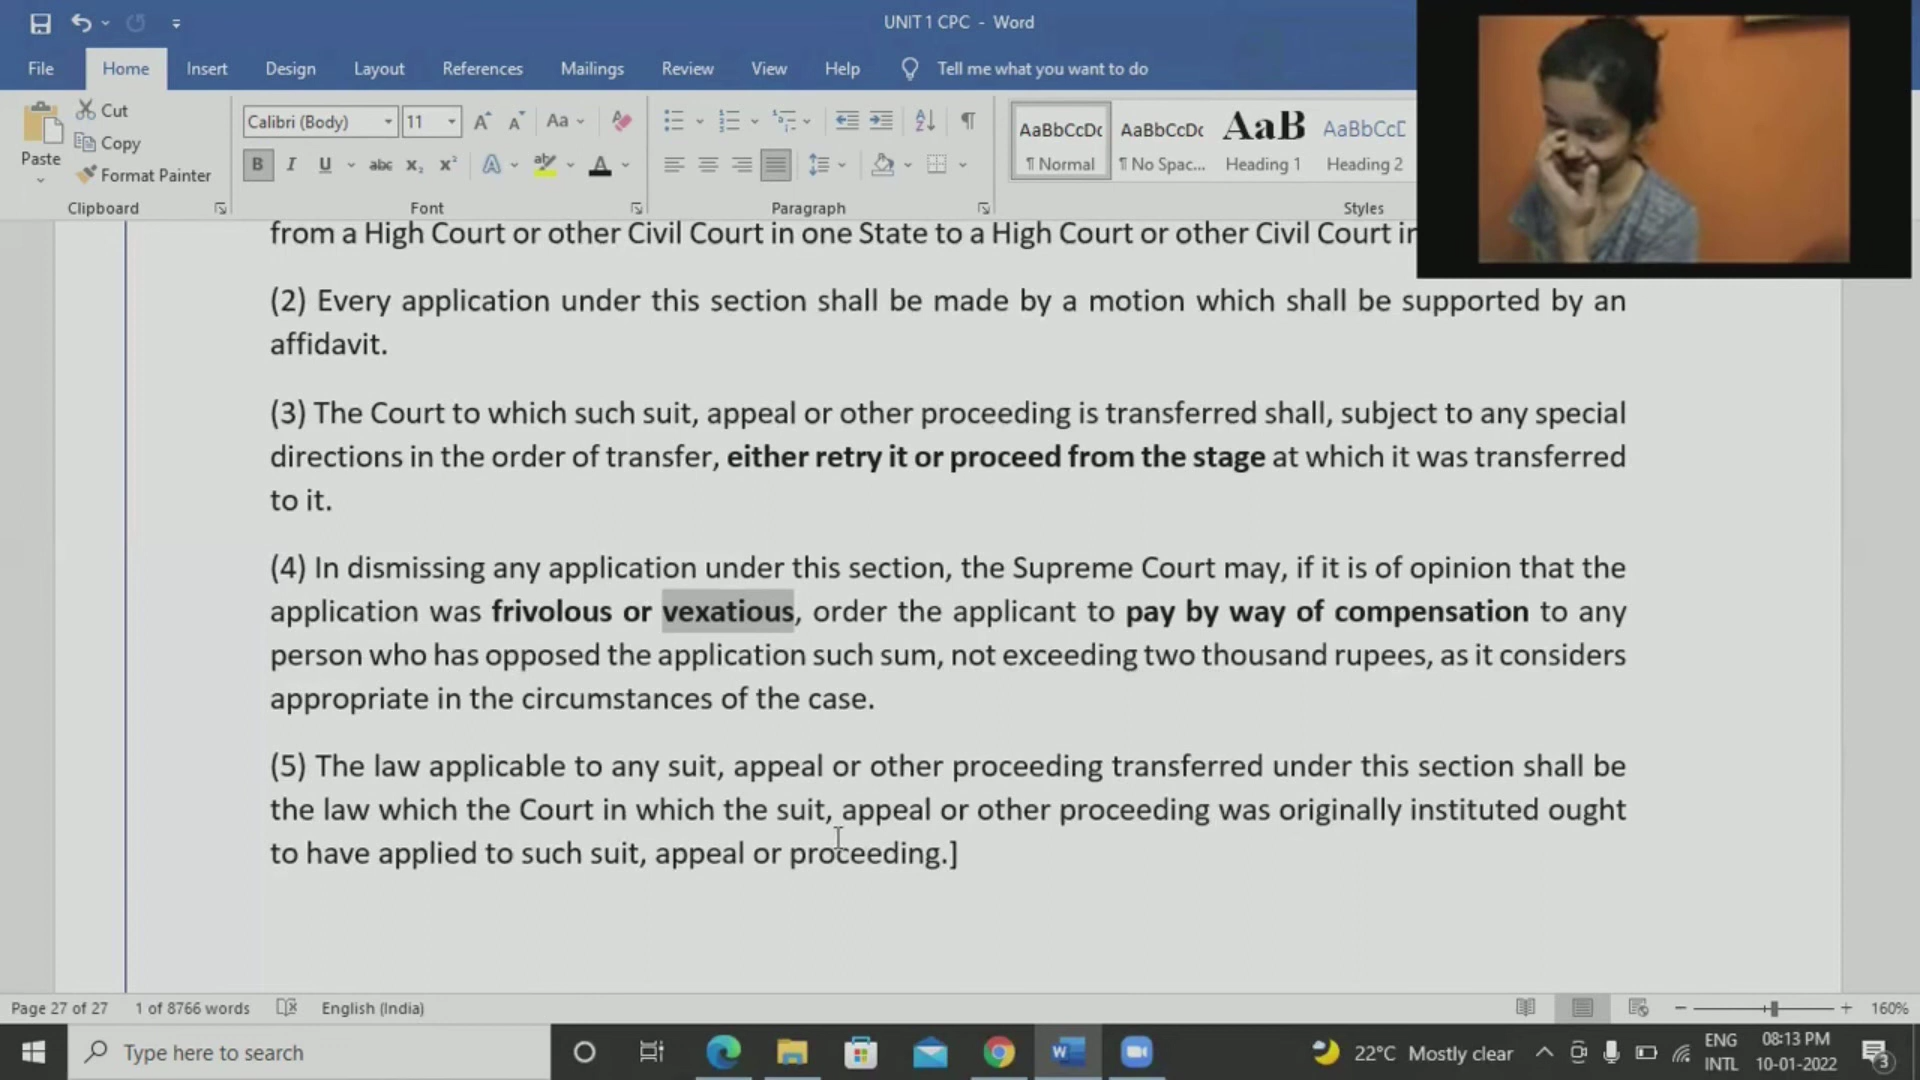 UNIT 1 CPC - Word
File Home Insert Design Layout References Mailings Review View Help Tell me what you want to do
Paste
Cut
Copy
Format Painter
Clipboard
Calibri (Body) 11
Aa
B I U abc x₂ x² A ab A
Font
Paragraph
AaBbCcDc AaBbCcDc AaB AaBbCcD
¶ Normal ¶ No Spac... Heading 1 Heading 2
Styles
from a High Court or other Civil Court in one State to a High Court or other Civil Court in
(2) Every application under this section shall be made by a motion which shall be supported by an
affidavit.
(3) The Court to which such suit, appeal or other proceeding is transferred shall, subject to any special
directions in the order of transfer, either retry it or proceed from the stage at which it was transferred
to it.
(4) In dismissing any application under this section, the Supreme Court may, if it is of opinion that the
application was frivolous or vexatious, order the applicant to pay by way of compensation to any
person who has opposed the application such sum, not exceeding two thousand rupees, as it considers
appropriate in the circumstances of the case.
(5) The law applicable to any suit, appeal or other proceeding transferred under this section shall be
the law which the Court in which the suit, appeal or other proceeding was originally instituted ought
to have applied to such suit, appeal or proceeding.]
Page 27 of 27 1 of 8766 words English (India) 160%
Type here to search
22°C Mostly clear
ENG
INTL
08:13 PM
10-01-2022
3